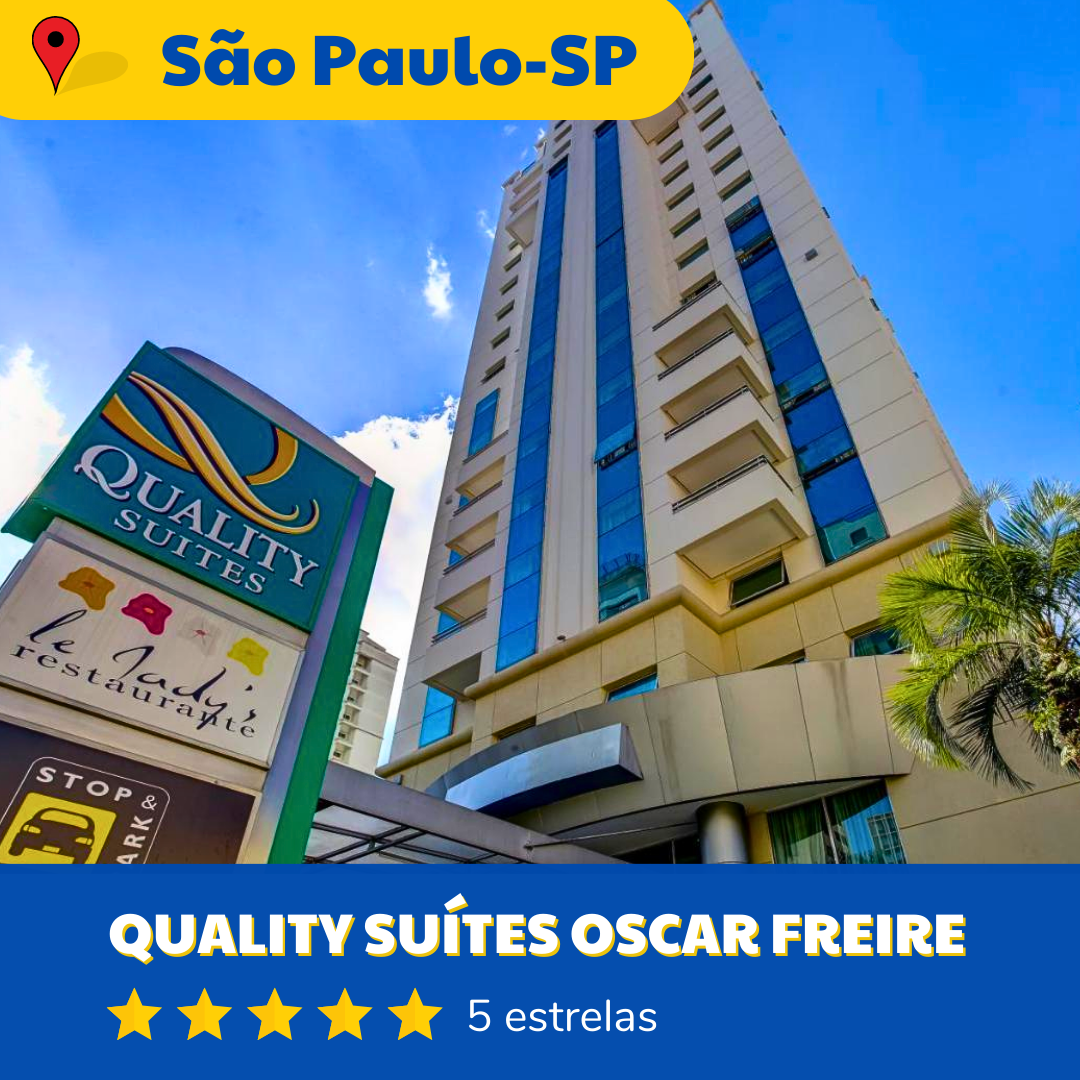 São Paulo-SP
QUALITY
SUITES
le Jady's
restaurante
STOP &
ARK
QUALITY SUÍTES OSCAR FREIRE
5 estrelas